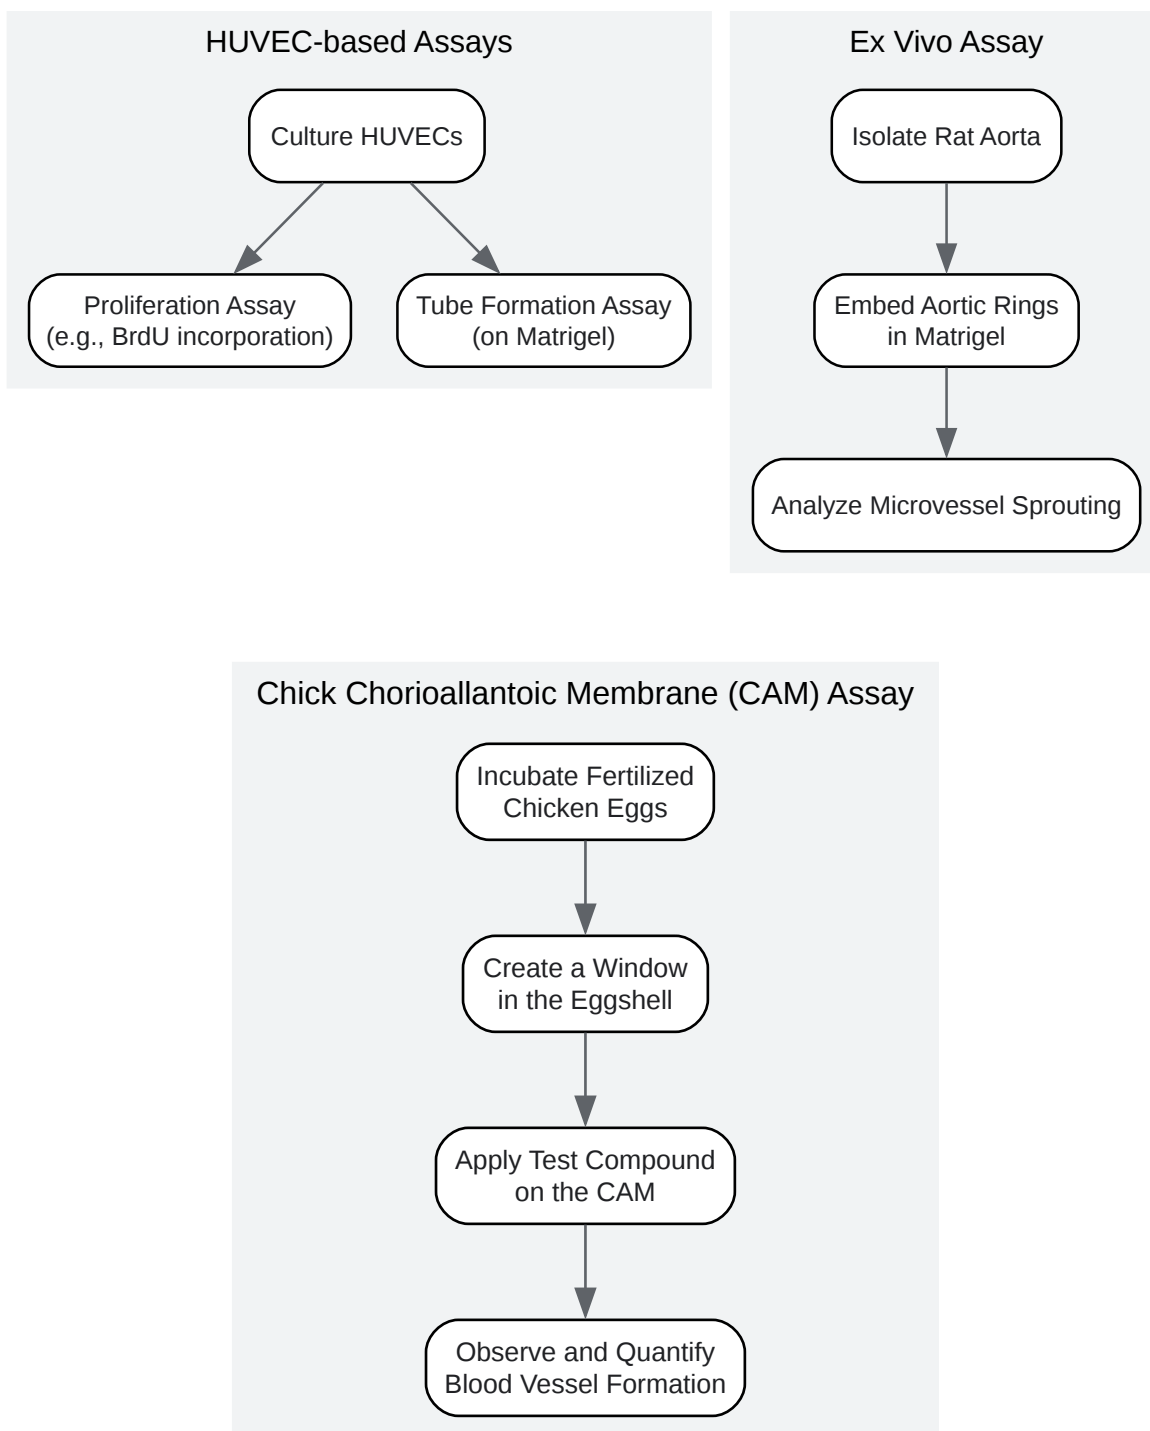 HUVEC-based Assays
Culture HUVECs
Proliferation Assay
(e.g., BrdU incorporation)
Tube Formation Assay
(on Matrigel)
Ex Vivo Assay
Isolate Rat Aorta
Embed Aortic Rings
in Matrigel
Analyze Microvessel Sprouting
Chick Chorioallantoic Membrane (CAM) Assay
Incubate Fertilized
Chicken Eggs
Create a Window
in the Eggshell
Apply Test Compound
on the CAM
Observe and Quantify
Blood Vessel Formation